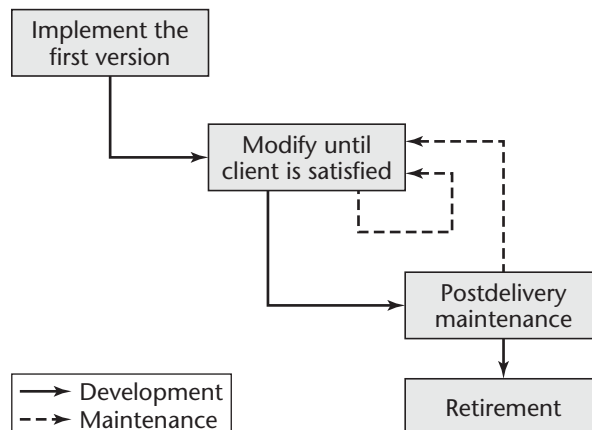 Implement the
first version
Modify until
client is satisfied
Postdelivery
maintenance
Development
Maintenance
Retirement